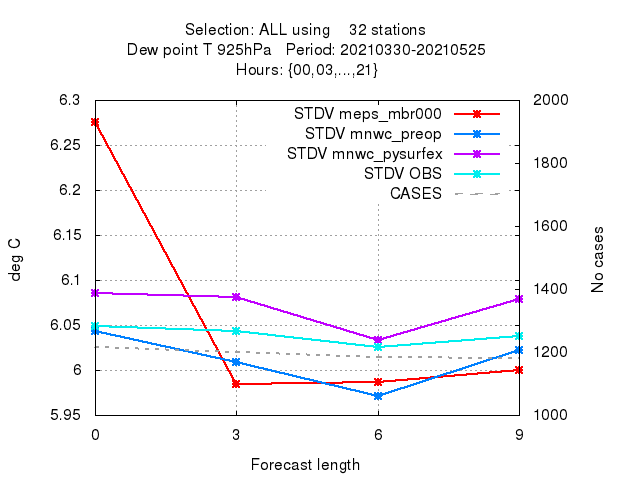 Selection: ALL using 32 stations
Dew point T 925hPa Period: 20210330-20210525
Hours: {00,03,...,21}
6.3
6.25
6.2
6.15
6.1
6.05
6
5.95
2000
1800
1600
1400
1200
1000
STDV meps_mbr000
STDV mnwc_preop
STDV mnwc_pysurfex
STDV OBS
CASES
deg C
No cases
0 3 6 9
Forecast length